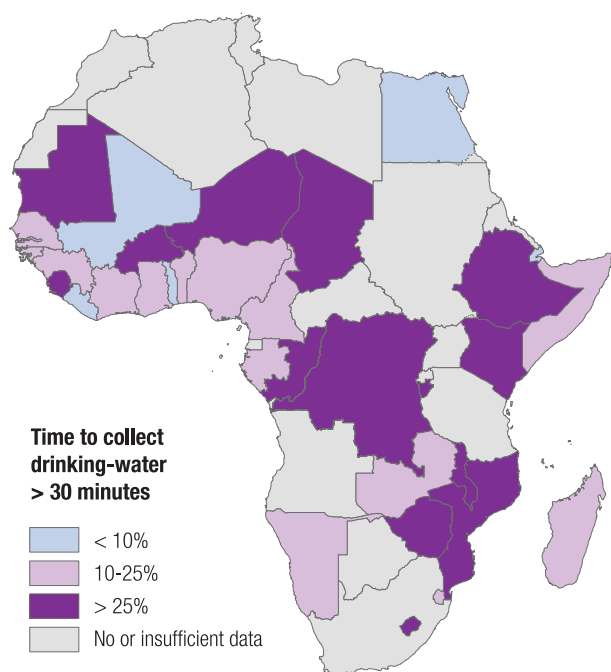 Time to collect
drinking-water
> 30 minutes
< 10%
10-25%
> 25%
No or insufficient data